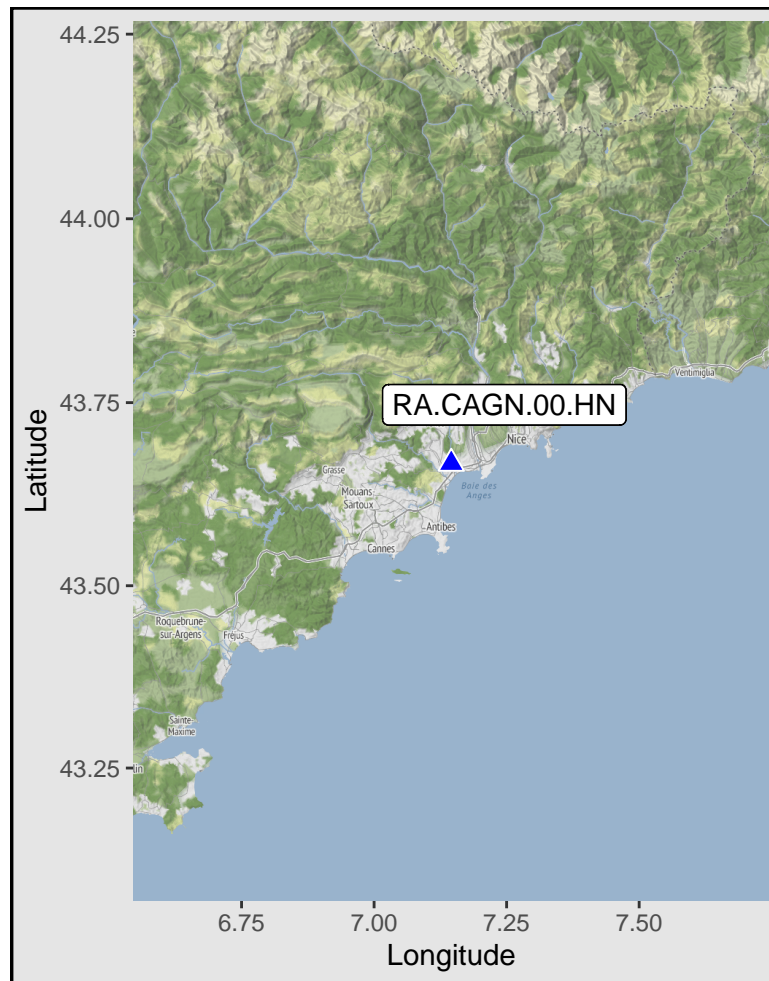 44.25
44.00
43.75
43.50
43.25
Latitude
RA.CAGN.00.HN
Ventimiglia
Nice
Grasse
Mouans
Sartoux
Baie des
Anges
Antibes
Cannes
Roquebrune-
sur-Argens
Fréjus
Sainte-
Maxime
lin
6.75
7.00
7.25
7.50
Longitude